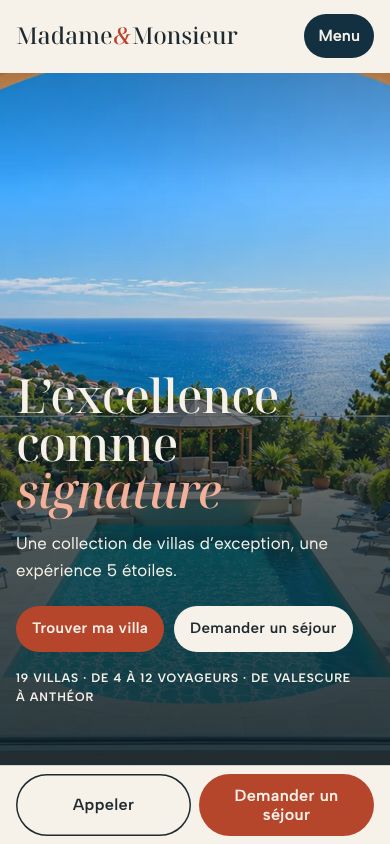 Madame&Monsieur
Menu
L’excellence
comme
signature
Une collection de villas d’exception, une
expérience 5 étoiles.
Trouver ma villa
Demander un séjour
19 VILLAS · DE 4 À 12 VOYAGEURS · DE VALESCURE
À ANTHÉOR
Appeler
Demander un
séjour